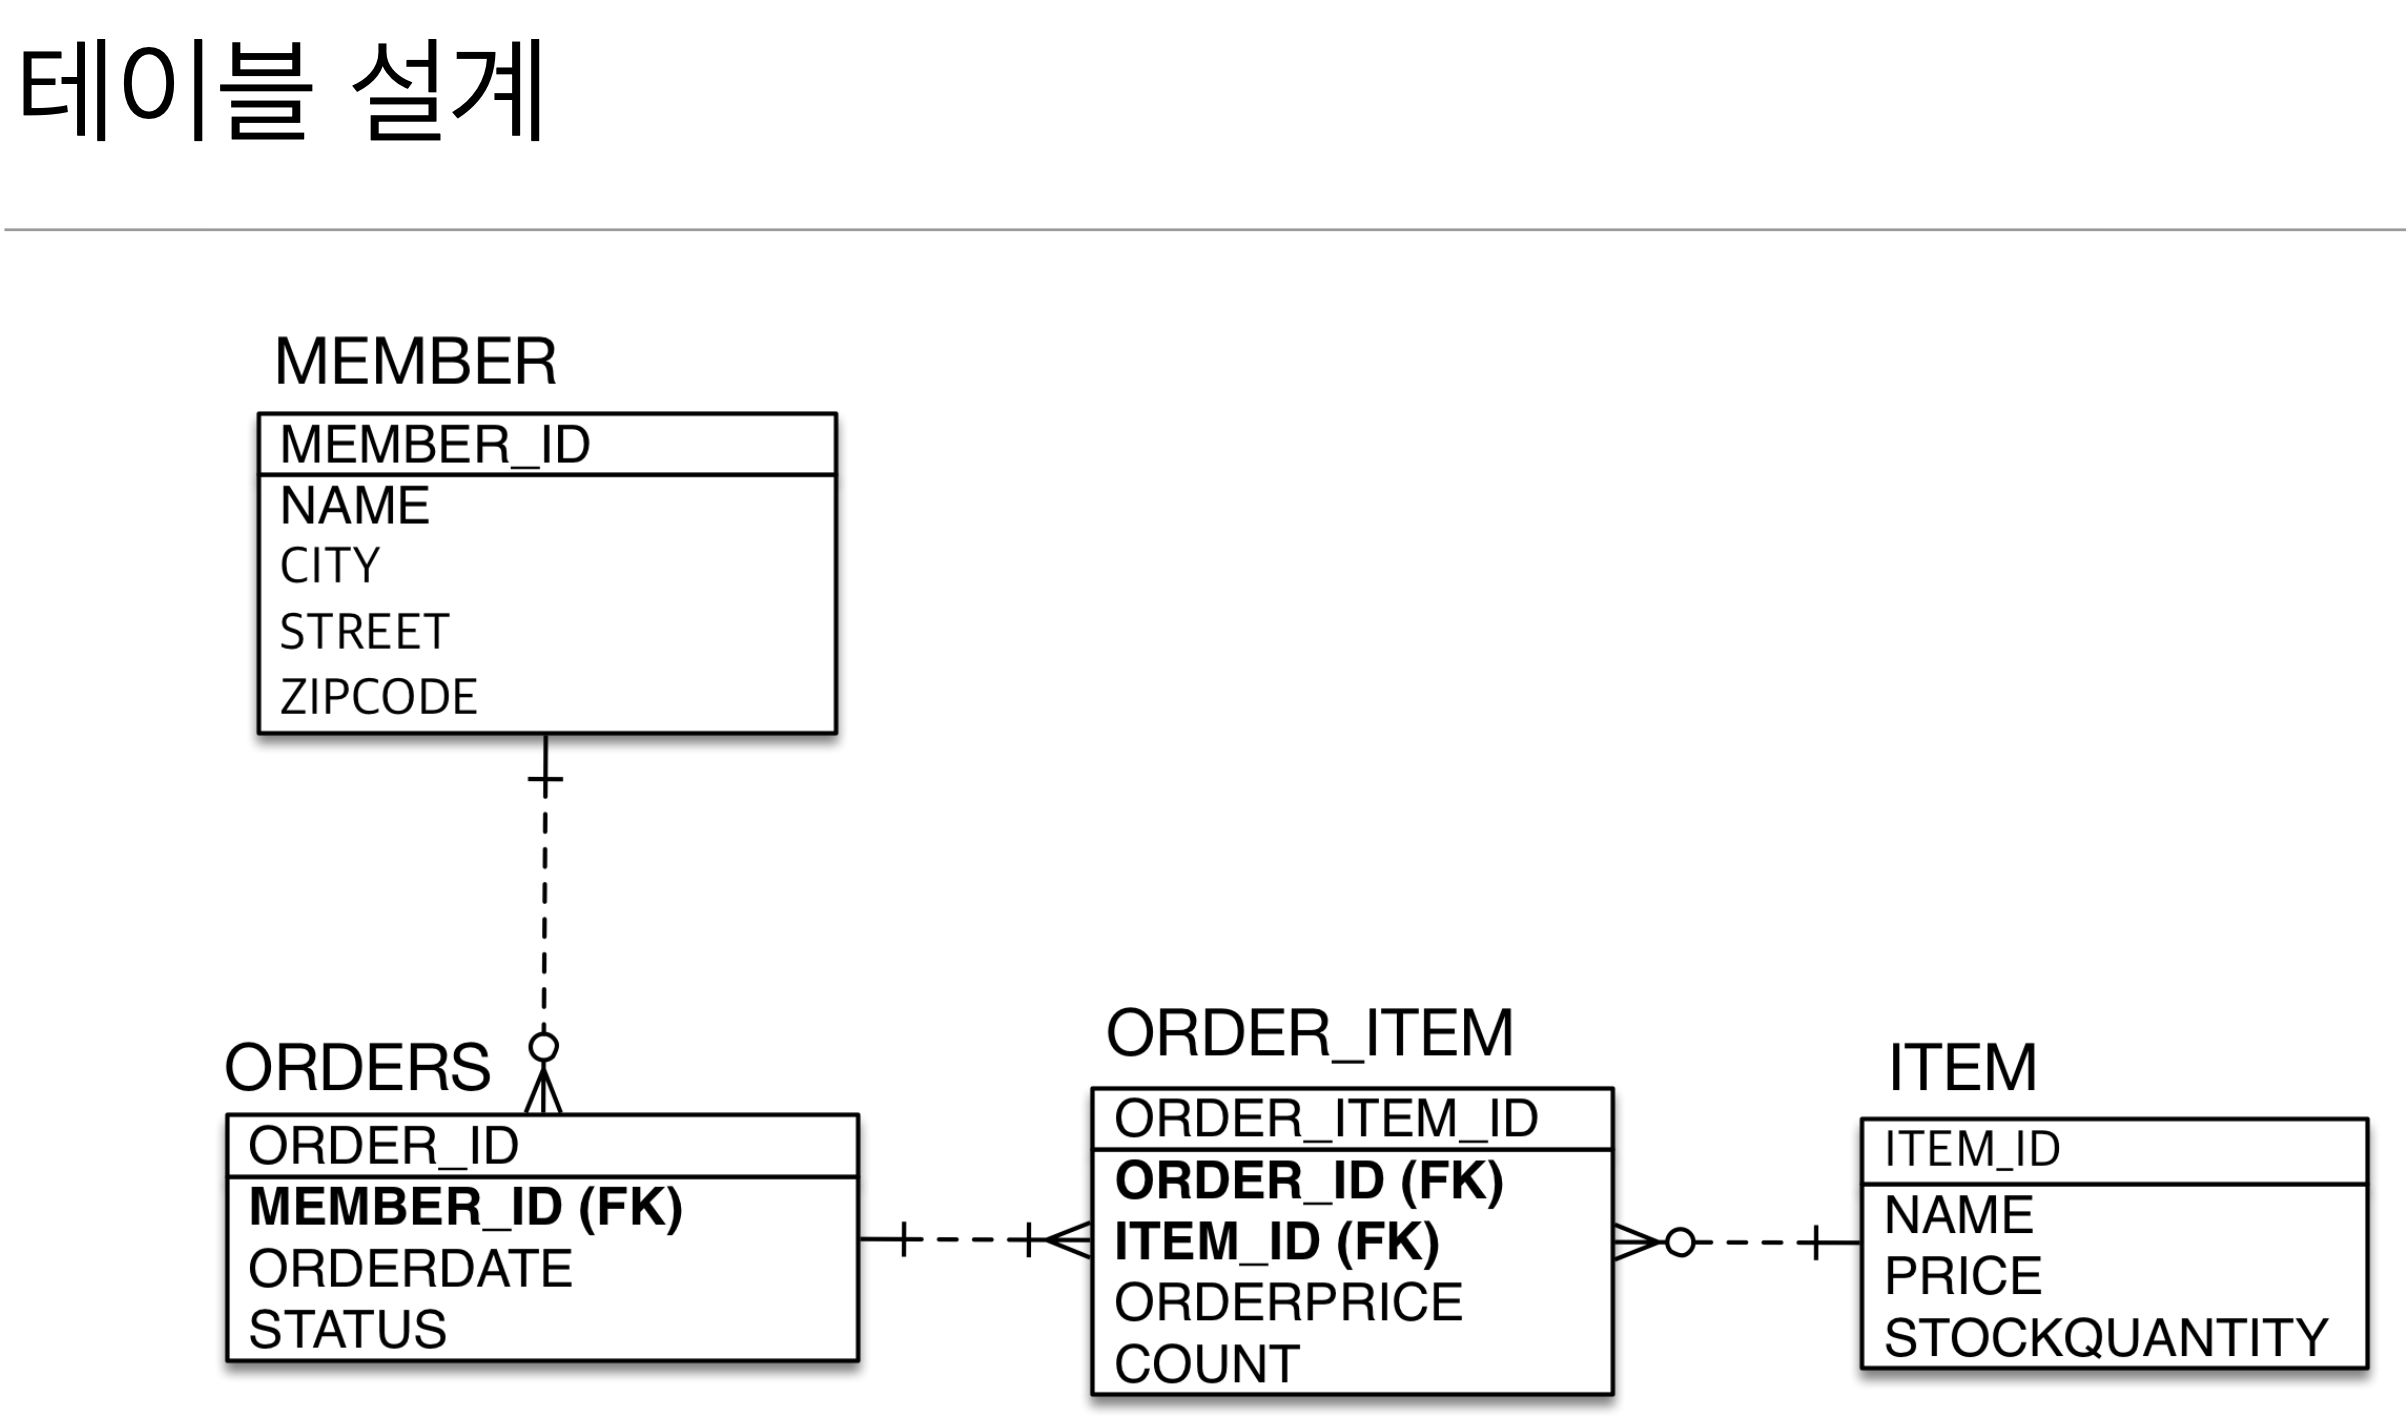 테이블 설계
MEMBER
MEMBER_ID
NAME
CITY
STREET
ZIPCODE
ORDERS
ORDER_ID
MEMBER_ID (FK)
ORDERDATE
STATUS
ORDER_ITEM
ORDER_ITEM_ID
ORDER_ID (FK)
ITEM_ID (FK)
ORDERPRICE
COUNT
ITEM
ITEM_ID
NAME
PRICE
STOCKQUANTITY